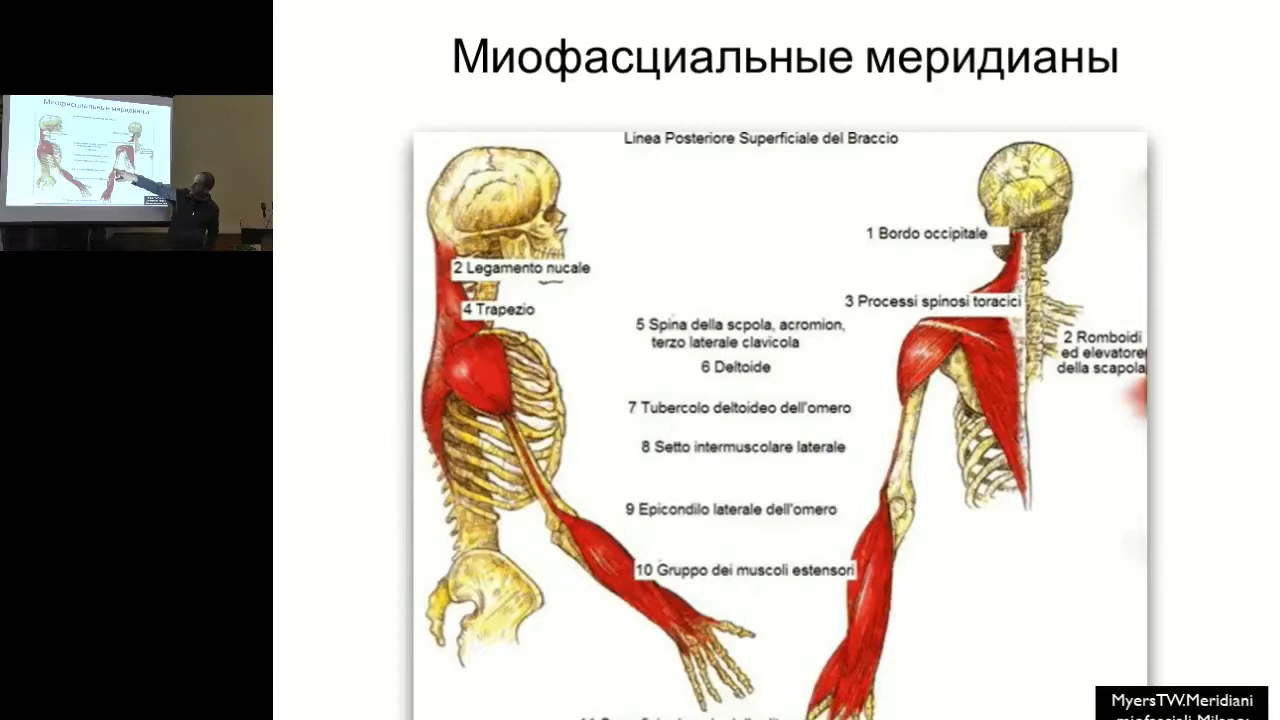 Миофасциальные меридианы
Linea Posteriore Superficiale del Braccio
1 Bordo occipitale
2 Legamento nucale
3 Processi spinosi toracici
4 Trapezio
5 Spina della scpola, acromion,
terzo laterale clavicola
2 Romboidi
ed elevatore
della scapola
6 Deltoide
7 Tubercolo deltoideo dell'omero
8 Setto intermuscolare laterale
9 Epicondilo laterale dell'omero
10 Gruppo dei muscoli estensori
MyersTW.Meridiani
Миофасциальные меридианы